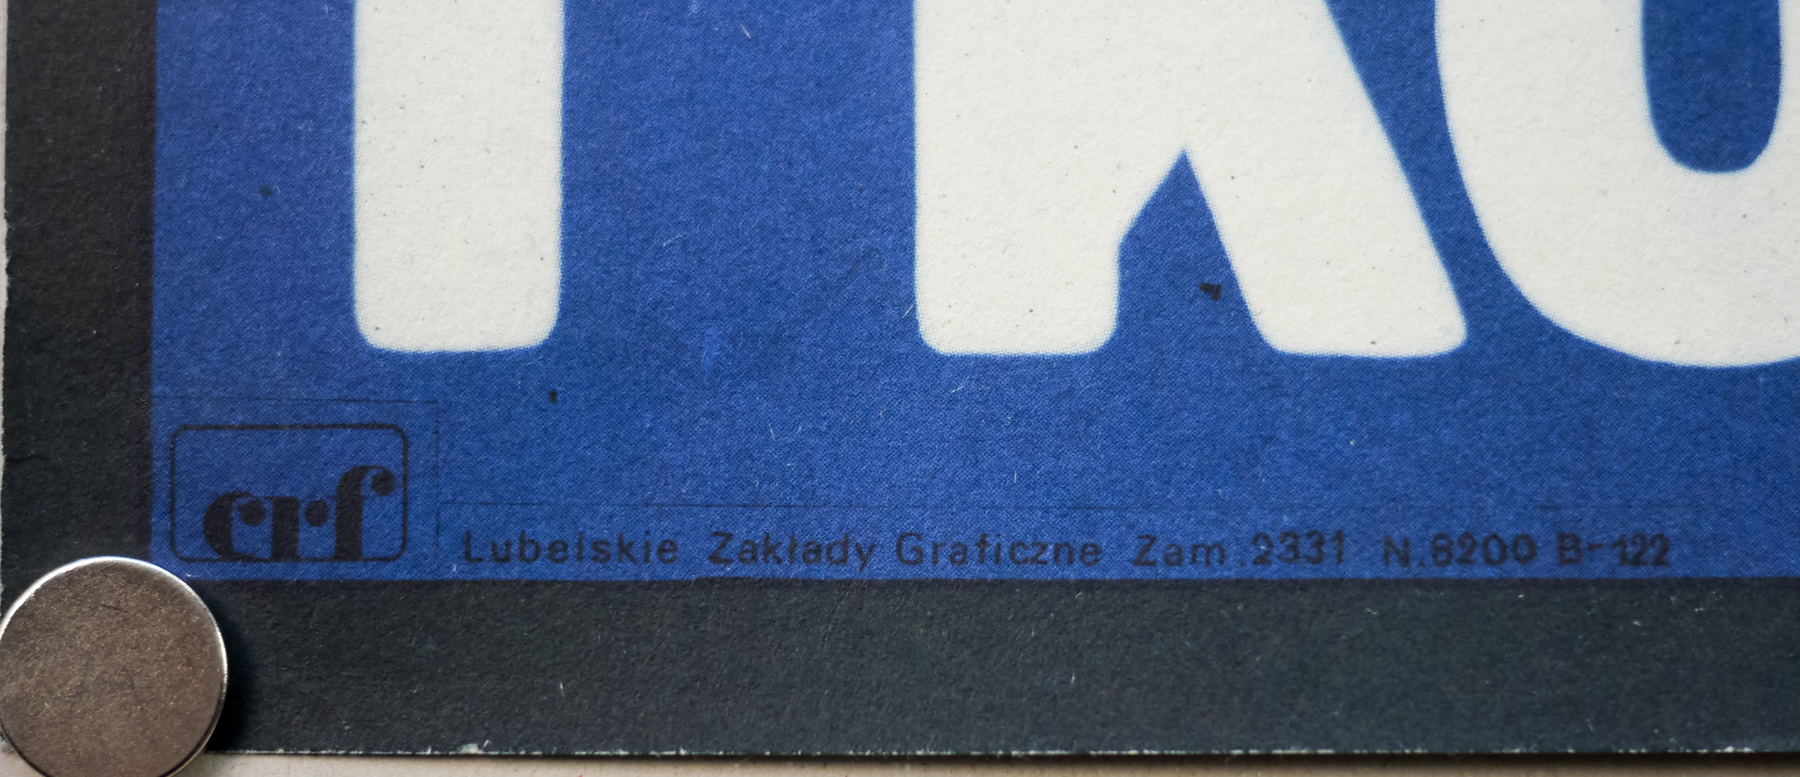 crf
Lubelskie Zakłady Graficzne Zam.2331 N.8200 B-122